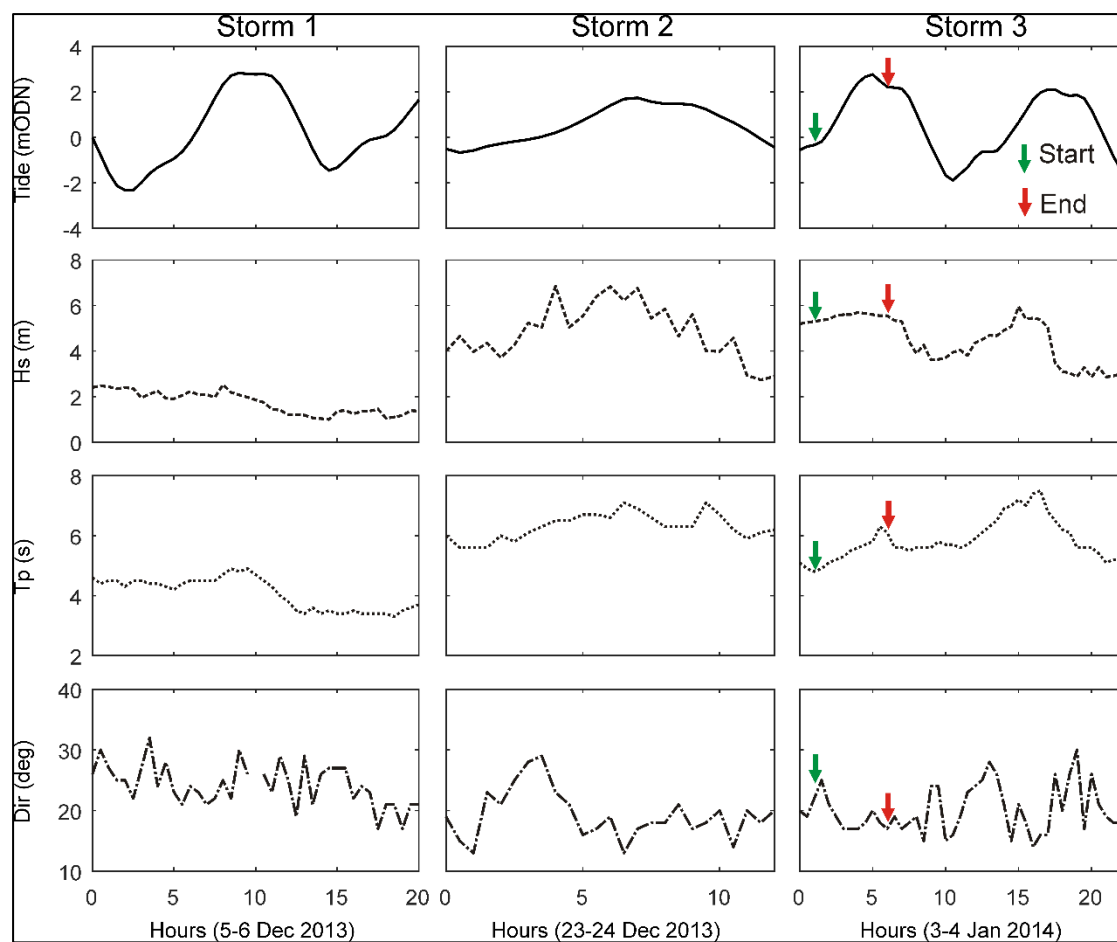 Storm 1 Storm 2 Storm 3
Tide (mODN)
4
2
0
-2
-4
Start
End
Hs (m)
8
6
4
2
0
Tp (s)
8
6
4
2
Dir (deg)
40
30
20
10
0 5 10 15 20 0 5 10 0 5 10 15 20
Hours (5-6 Dec 2013) Hours (23-24 Dec 2013) Hours (3-4 Jan 2014)